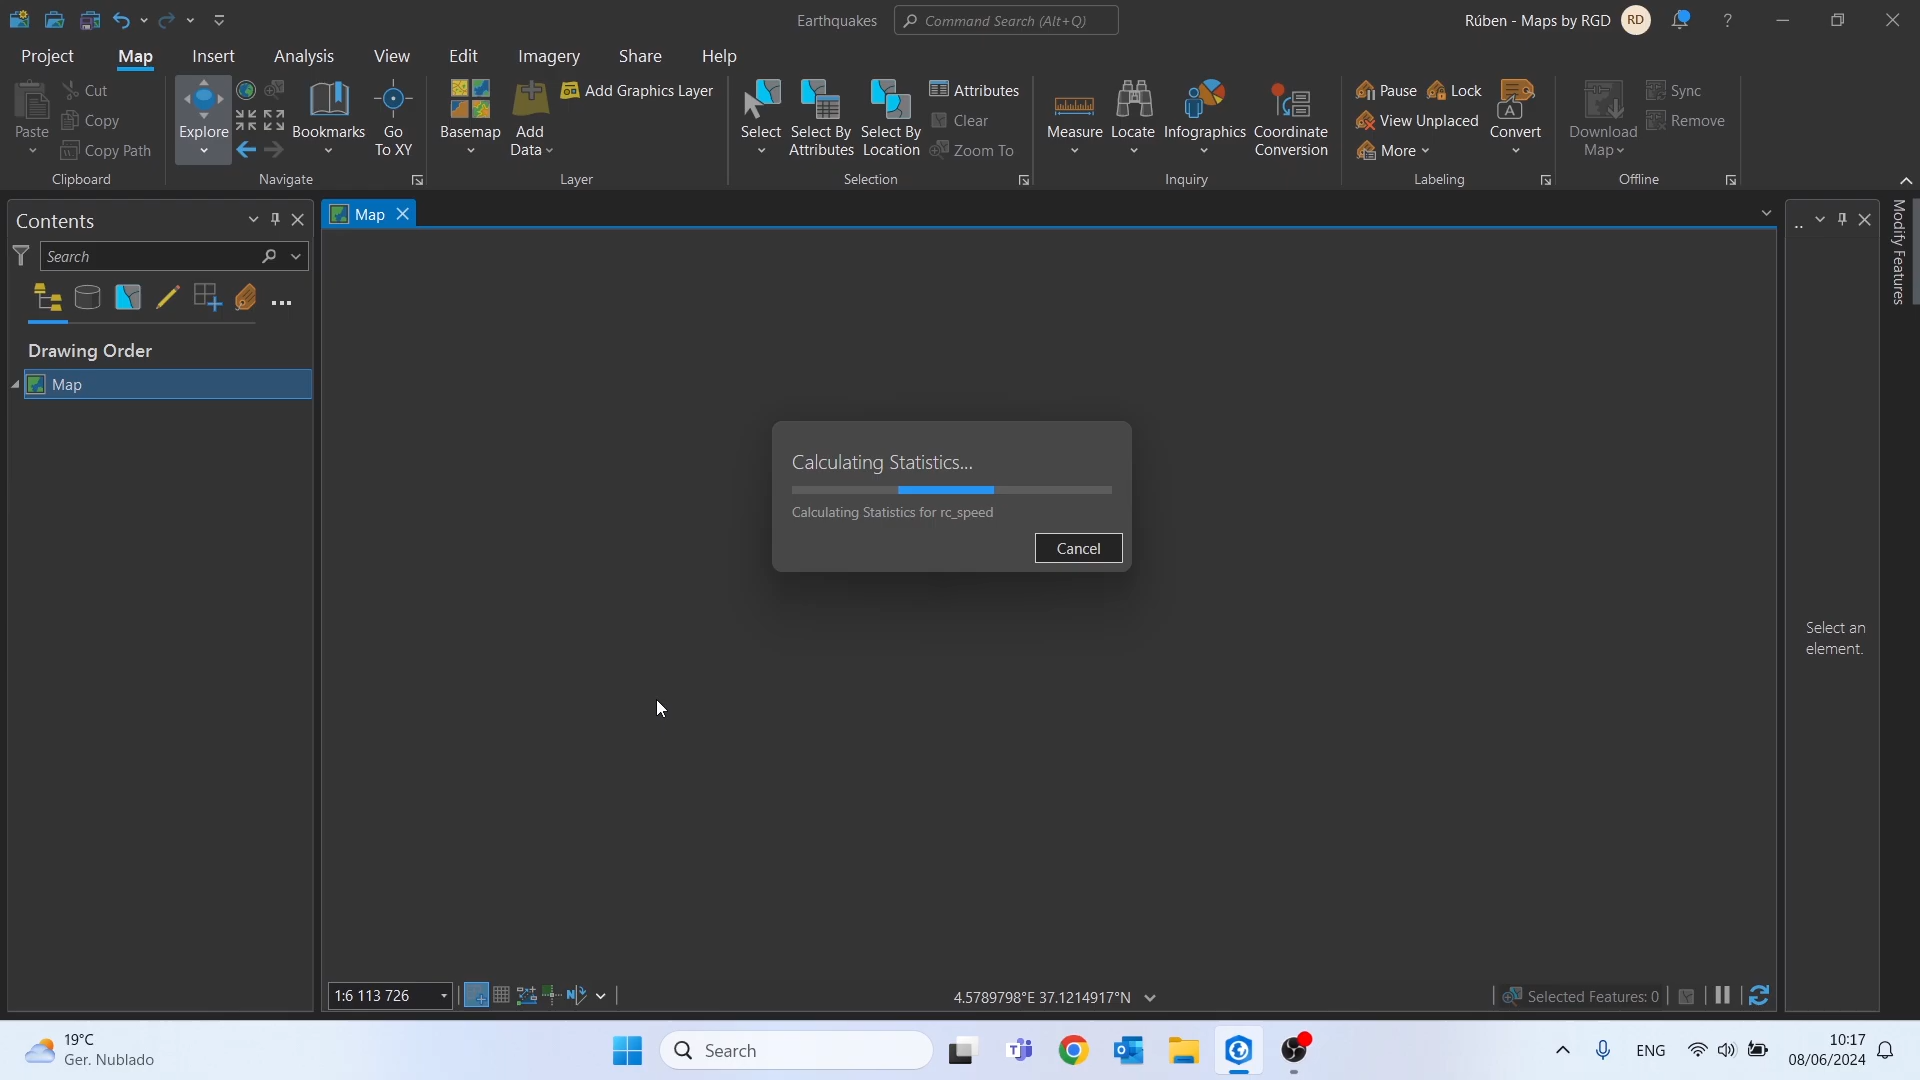 Earthquakes
Command Search (Alt+Q)
Rúben - Maps by RGD
RD
?
Project
Map
Insert
Analysis
View
Edit
Imagery
Share
Help
Paste
Cut
Copy
Copy Path
Clipboard
Explore
Bookmarks
Go
To XY
Navigate
Basemap
Add
Data
Add Graphics Layer
Layer
Select
Select By
Attributes
Select By
Location
Attributes
Clear
Zoom To
Selection
Measure
Locate
Infographics
Coordinate
Conversion
Inquiry
Pause
Lock
View Unplaced
More
Convert
Labeling
Download
Map
Sync
Remove
Offline
Contents
Search
Drawing Order
Map
Map
Calculating Statistics...
Calculating Statistics for rc_speed
Cancel
..
Select an
element.
Modify Features
1:6 113 726
4.5789798°E 37.1214917°N
Selected Features: 0
19°C
Ger. Nublado
Search
ENG
10:17
08/06/2024